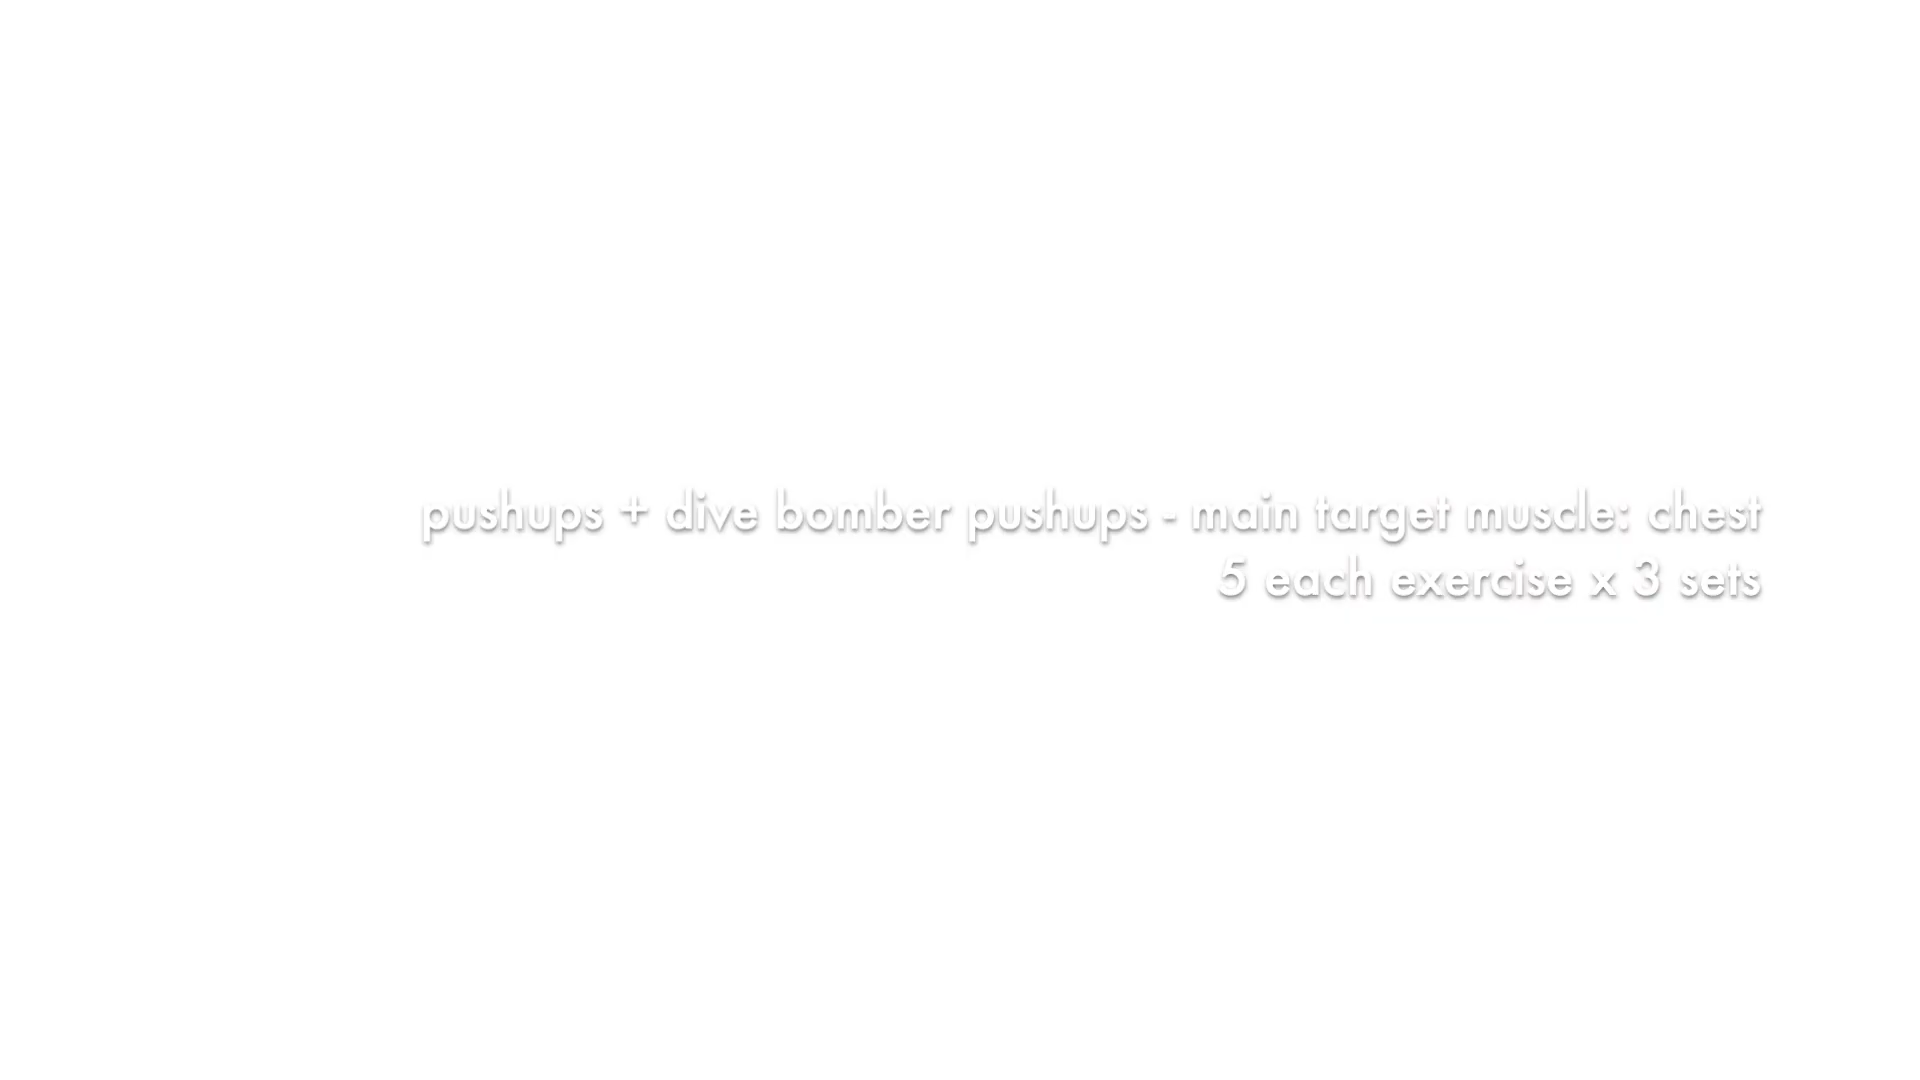 pushups + dive bomber pushups - main target muscle: chest
5 each exercise x 3 sets